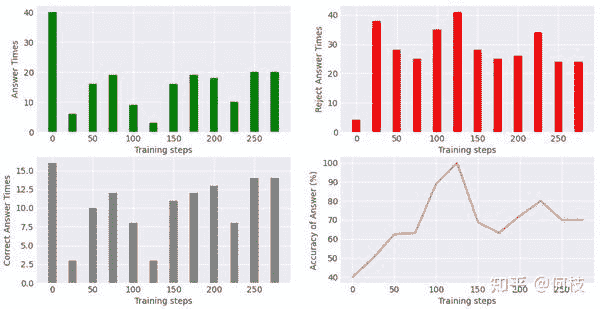 Answer Times
40
30
20
10
0
0 50 100 150 200 250
Training steps
Reject Answer Times
40
30
20
10
0
0 50 100 150 200 250
Training steps
Correct Answer Times
15.0
12.5
10.0
7.5
5.0
2.5
0.0
0 50 100 150 200 250
Training steps
Accuracy of Answer (%)
100
90
80
70
60
50
40
0 50 100 150 200 250
Training steps
知乎 @何枝